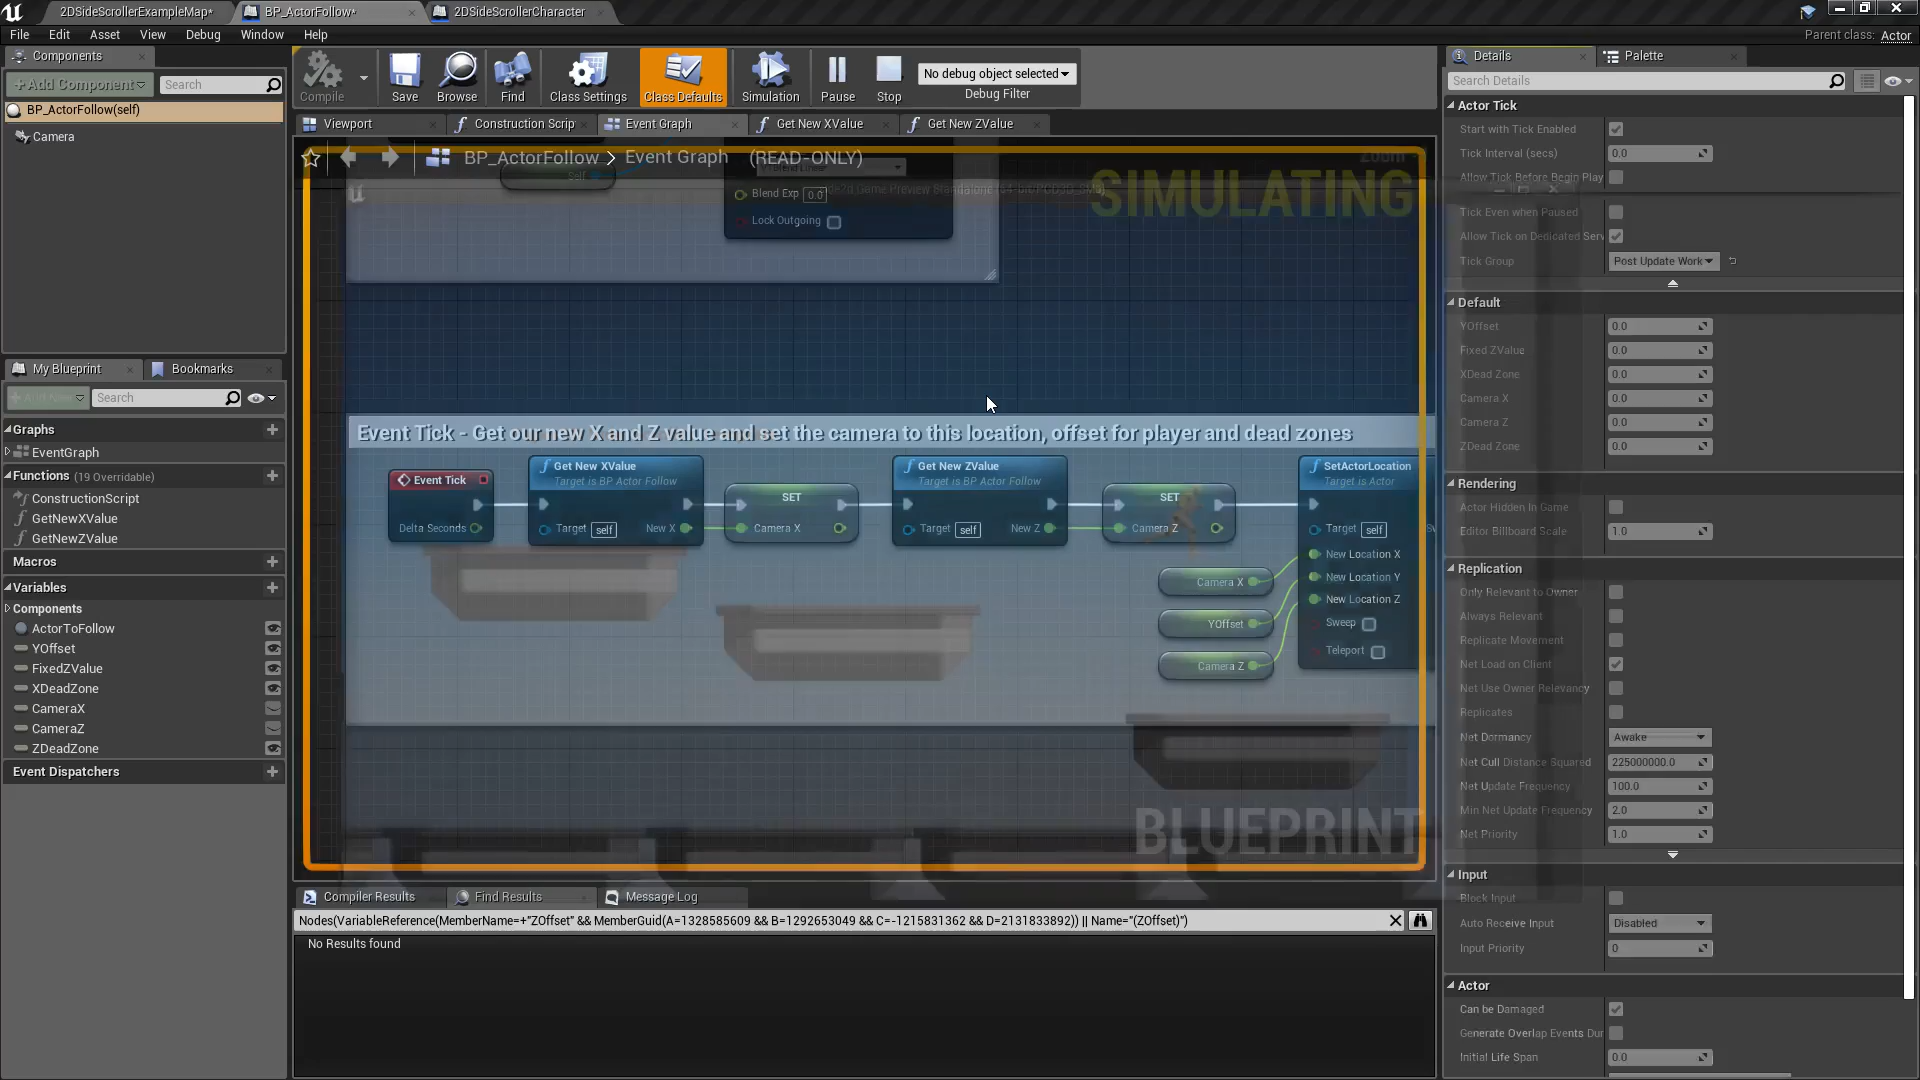 2DSideScrollerExampleMap*
BP_ActorFollow*
2DSideScrollerCharacter
File Edit Asset View Debug Window Help
Parent class: Actor
Components
+Add Component
Search
BP_ActorFollow(self)
Camera
My Blueprint
Bookmarks
Search
Graphs
EventGraph
Functions (19 Overridable)
ConstructionScript
GetNewXValue
GetNewZValue
Macros
Variables
Components
ActorToFollow
YOffset
FixedZValue
XDeadZone
CameraX
CameraZ
ZDeadZone
Event Dispatchers
Compile
Save
Browse
Find
Class Settings
Class Defaults
Simulation
Pause
Stop
No debug object selected
Debug Filter
Viewport
Construction Scrip
Event Graph
Get New XValue
Get New ZValue
BP_ActorFollow > Event Graph (READ-ONLY)
Zoom
SIMULATING
Self
Blend Exp 0.0
Lock Outgoing
Event Tick - Get our new X and Z value and set the camera to this location, offset for player and dead zones
Event Tick
Delta Seconds
Get New XValue
Target is BP Actor Follow
Target self
New X
SET
Camera X
Get New ZValue
Target is BP Actor Follow
Target self
New Z
SET
Camera Z
SetActorLocation
Target is Actor
Target self
New Location X
New Location Y
New Location Z
Sweep
Teleport
Camera X
YOffset
Camera Z
BLUEPRINT
Compiler Results
Find Results
Message Log
Nodes(VariableReference(MemberName=+"ZOffset" && MemberGuid(A=1328585609 && B=1292653049 && C=-1215831362 && D=2131833892)) || Name="(ZOffset)")
No Results found
Details
Palette
Search Details
Actor Tick
Start with Tick Enabled
Tick Interval (secs) 0.0
Allow Tick Before Begin Play
Tick Even when Paused
Allow Tick on Dedicated Serv
Tick Group Post Update Work
Default
YOffset 0.0
Fixed ZValue 0.0
XDead Zone 0.0
Camera X 0.0
Camera Z 0.0
ZDead Zone 0.0
Rendering
Actor Hidden In Game
Editor Billboard Scale 1.0
Replication
Only Relevant to Owner
Always Relevant
Replicate Movement
Net Load on Client
Net Use Owner Relevancy
Replicates
Net Dormancy Awake
Net Cull Distance Squared 225000000.0
Net Update Frequency 100.0
Min Net Update Frequency 2.0
Net Priority 1.0
Input
Block Input
Auto Receive Input Disabled
Input Priority 0
Actor
Can be Damaged
Generate Overlap Events Dur
Initial Life Span 0.0